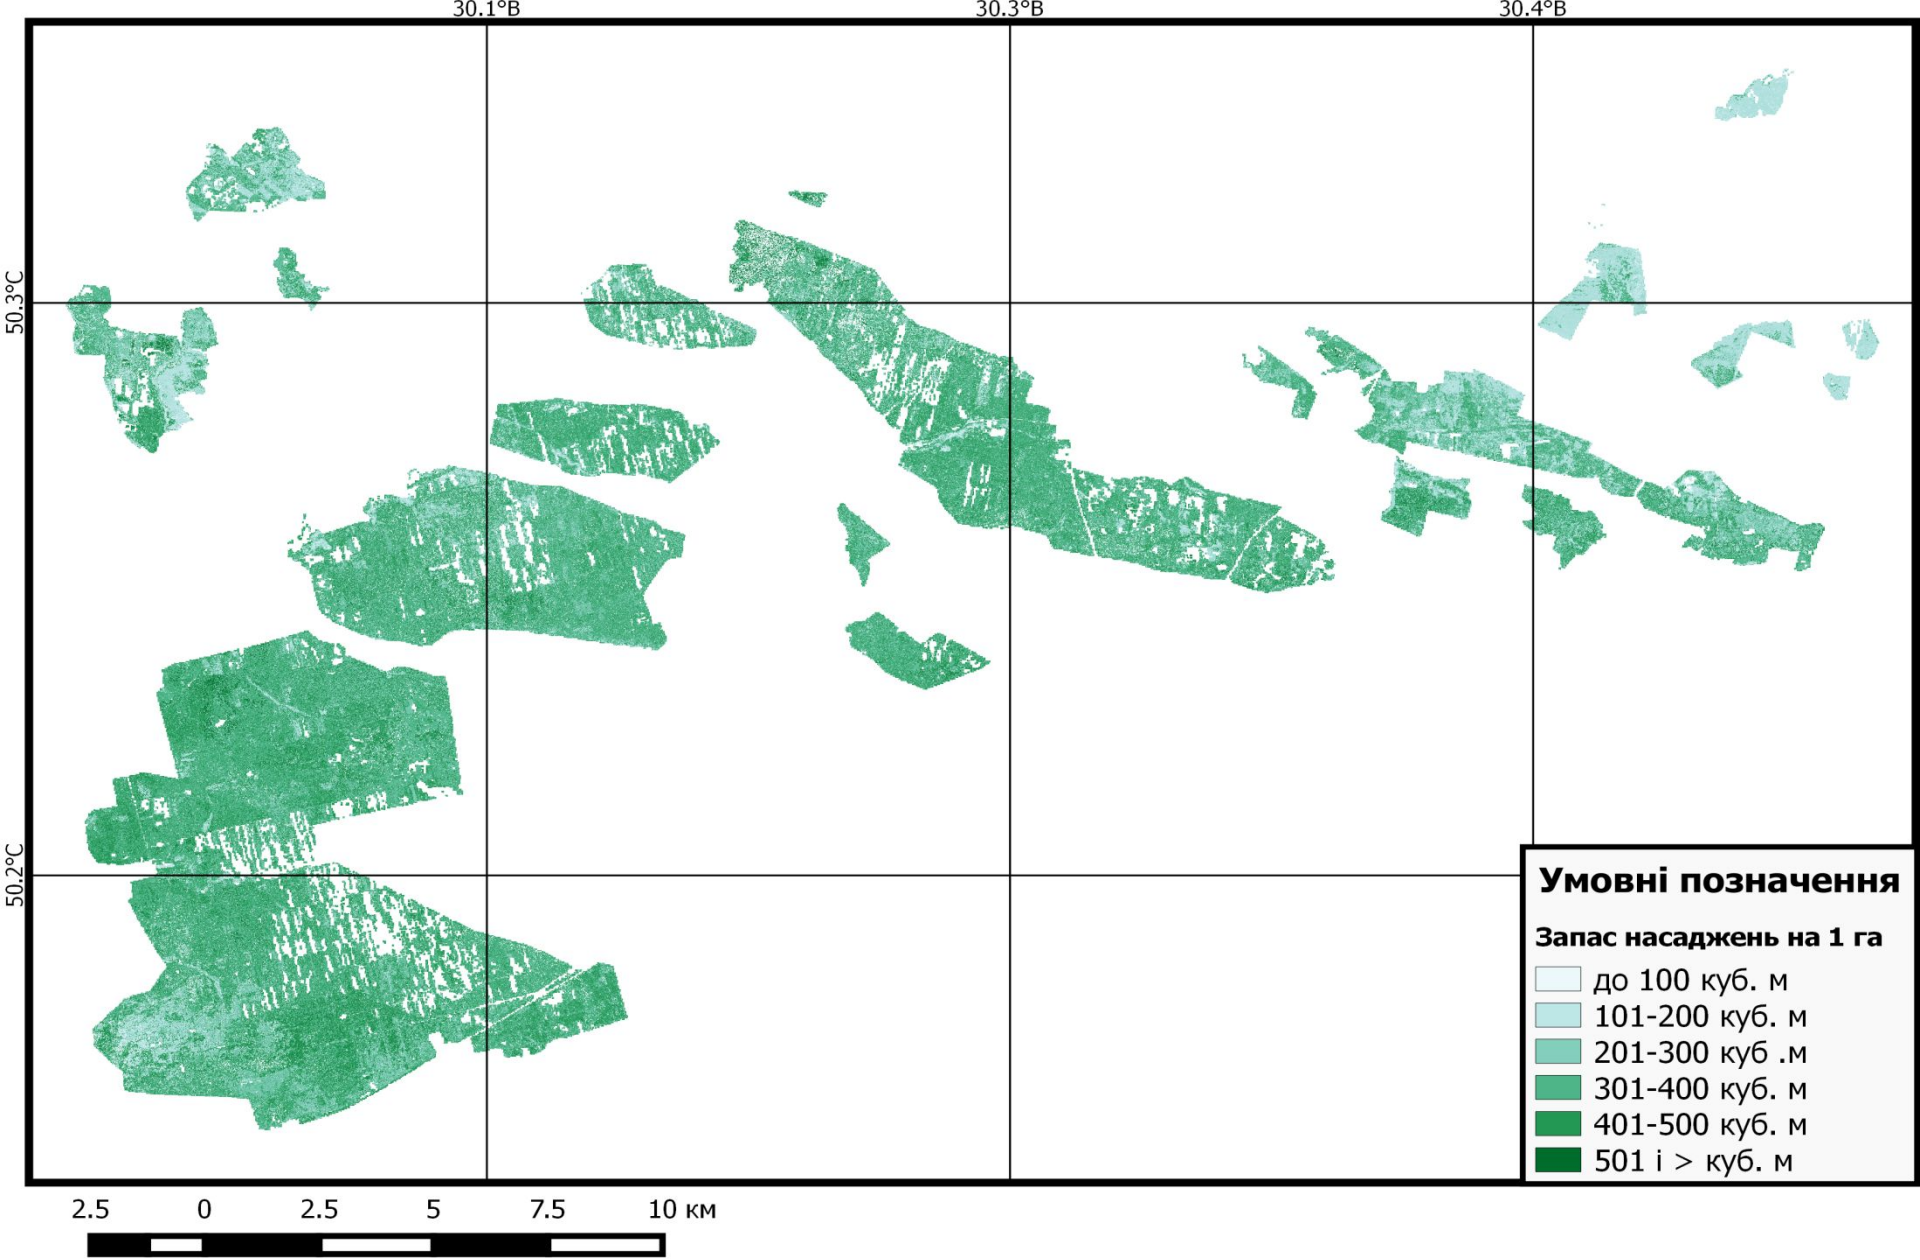 30.1°В 30.3°В 30.4°В
50.3°С
50.2°С
Умовні позначення
Запас насаджень на 1 га
до 100 куб. м
101-200 куб. м
201-300 куб .м
301-400 куб. м
401-500 куб. м
501 і > куб. м
2.5 0 2.5 5 7.5 10 км